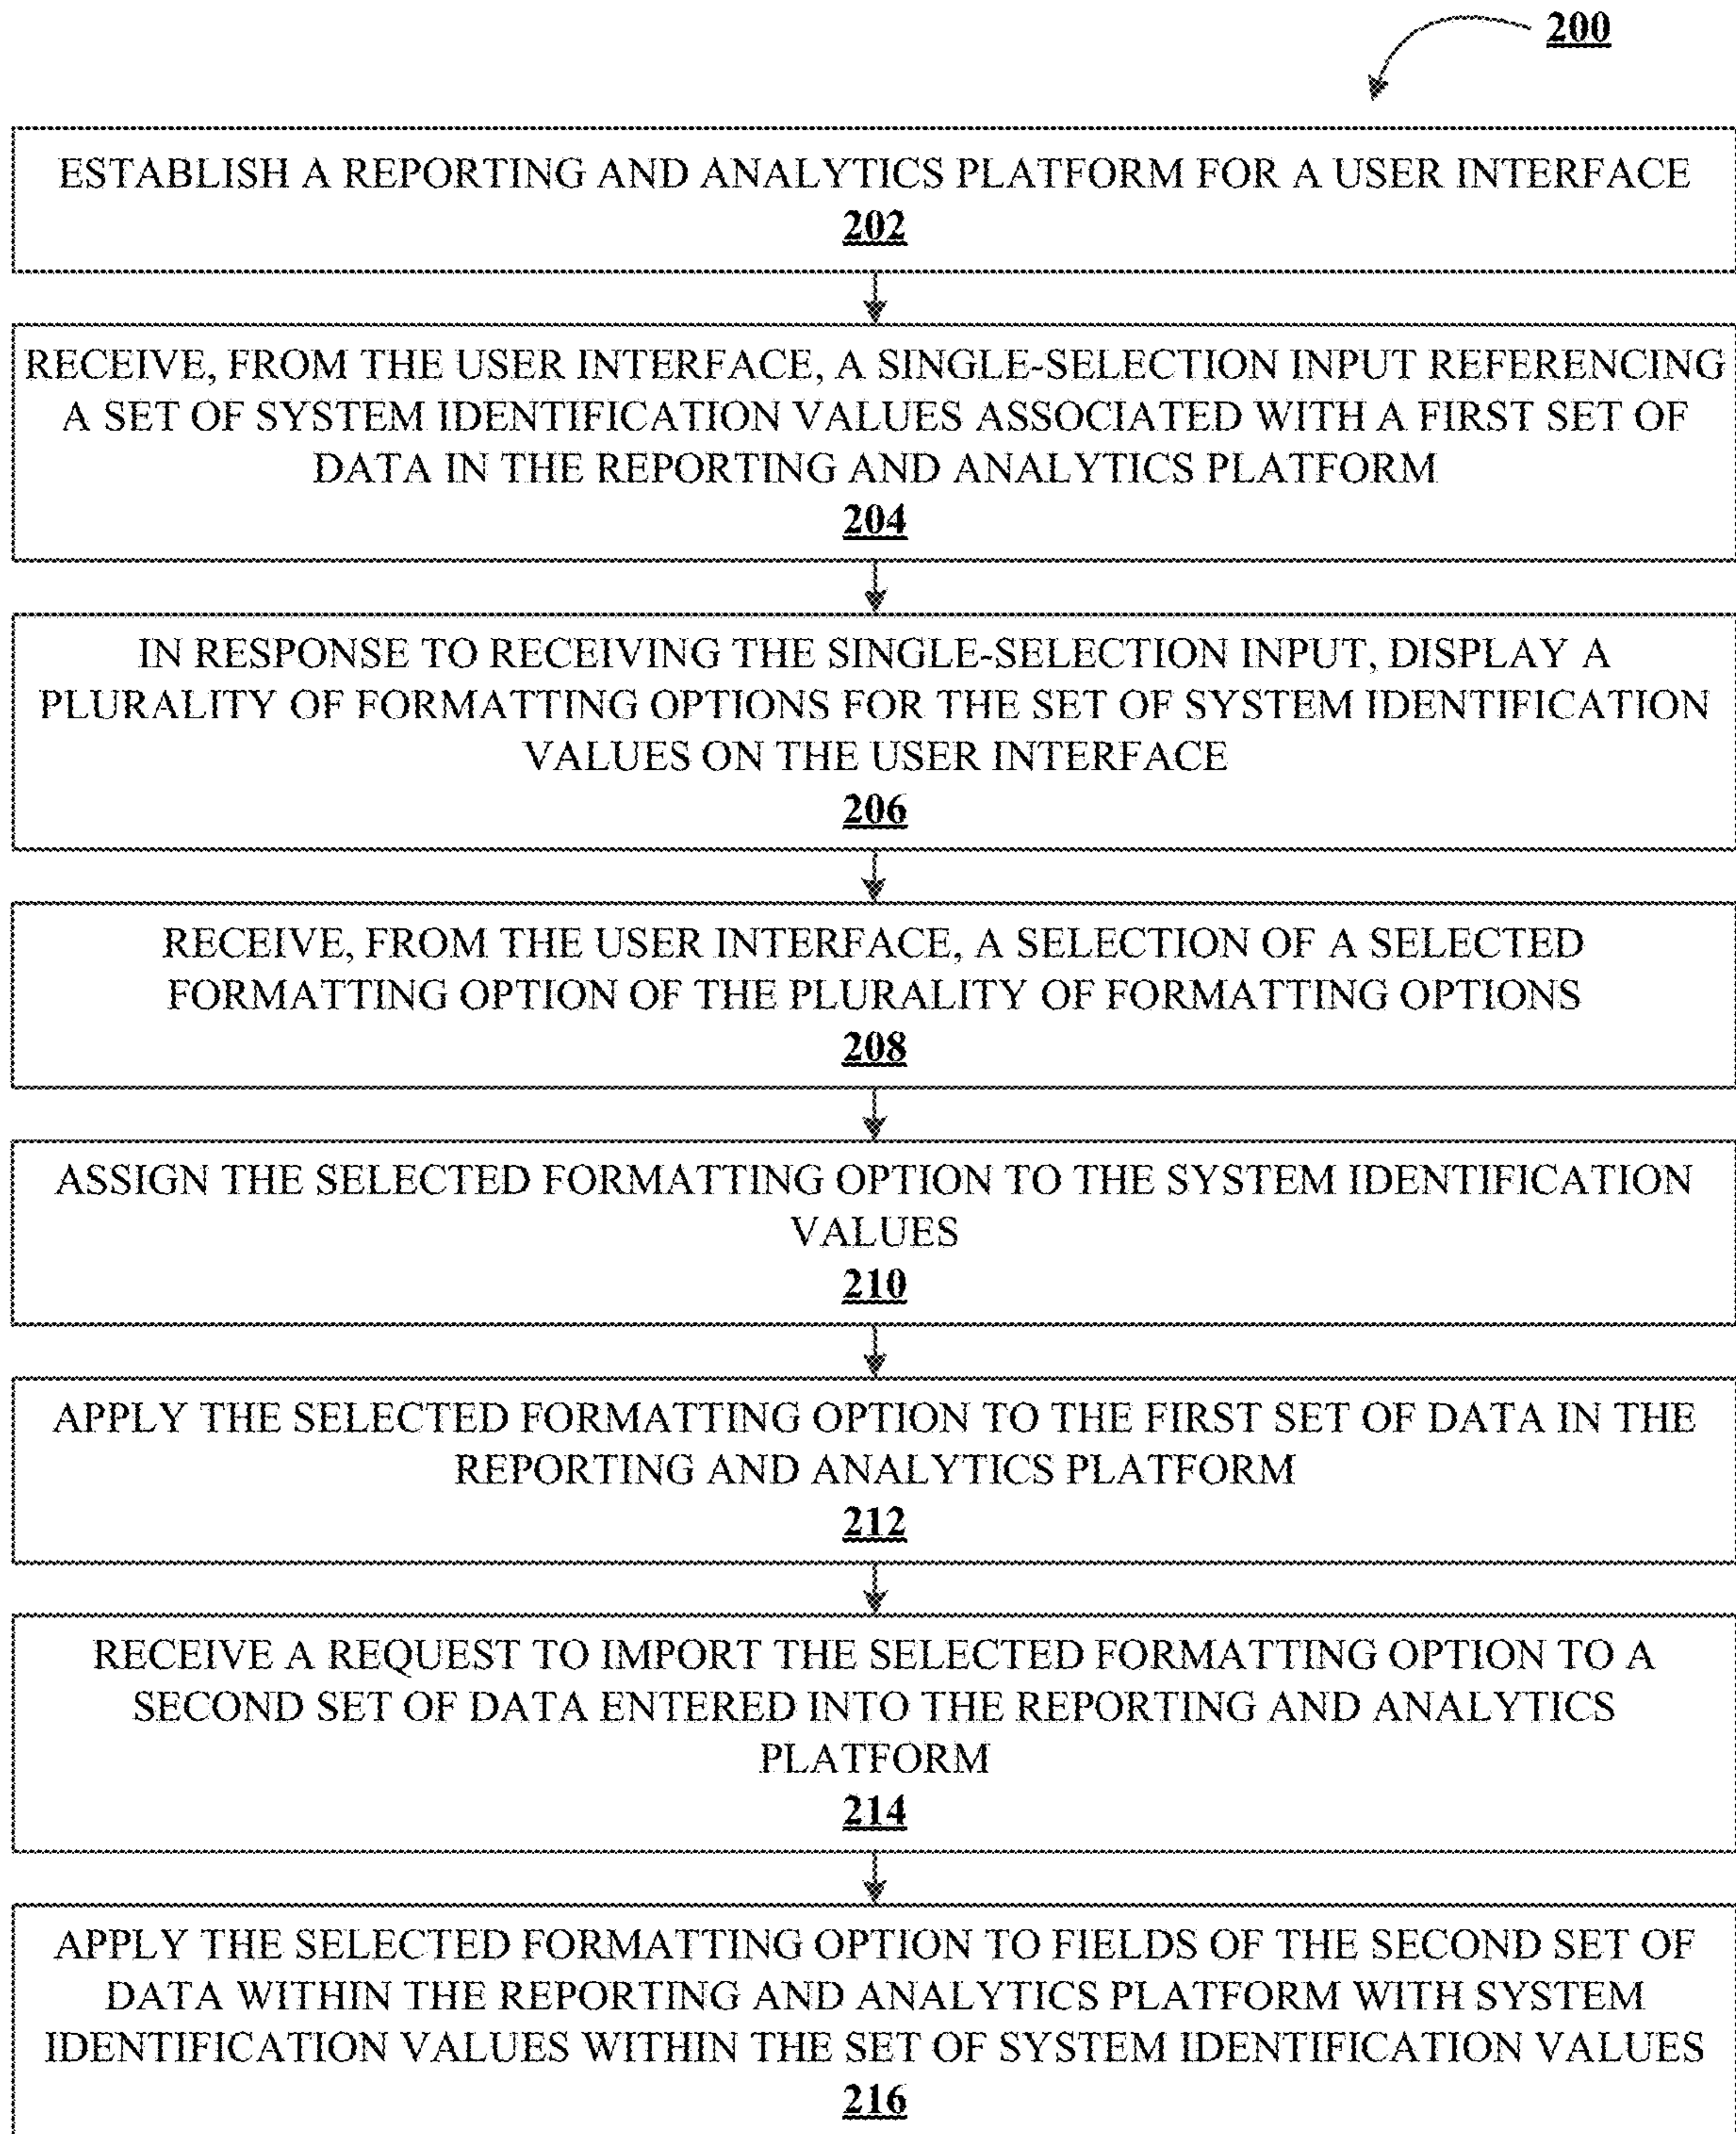 200
ESTABLISH A REPORTING AND ANALYTICS PLATFORM FOR A USER INTERFACE
202
RECEIVE, FROM THE USER INTERFACE, A SINGLE-SELECTION INPUT REFERENCING
A SET OF SYSTEM IDENTIFICATION VALUES ASSOCIATED WITH A FIRST SET OF
DATA IN THE REPORTING AND ANALYTICS PLATFORM
204
IN RESPONSE TO RECEIVING THE SINGLE-SELECTION INPUT, DISPLAY A
PLURALITY OF FORMATTING OPTIONS FOR THE SET OF SYSTEM IDENTIFICATION
VALUES ON THE USER INTERFACE
206
RECEIVE, FROM THE USER INTERFACE, A SELECTION OF A SELECTED
FORMATTING OPTION OF THE PLURALITY OF FORMATTING OPTIONS
208
ASSIGN THE SELECTED FORMATTING OPTION TO THE SYSTEM IDENTIFICATION
VALUES
210
APPLY THE SELECTED FORMATTING OPTION TO THE FIRST SET OF DATA IN THE
REPORTING AND ANALYTICS PLATFORM
212
RECEIVE A REQUEST TO IMPORT THE SELECTED FORMATTING OPTION TO A
SECOND SET OF DATA ENTERED INTO THE REPORTING AND ANALYTICS
PLATFORM
214
APPLY THE SELECTED FORMATTING OPTION TO FIELDS OF THE SECOND SET OF
DATA WITHIN THE REPORTING AND ANALYTICS PLATFORM WITH SYSTEM
IDENTIFICATION VALUES WITHIN THE SET OF SYSTEM IDENTIFICATION VALUES
216